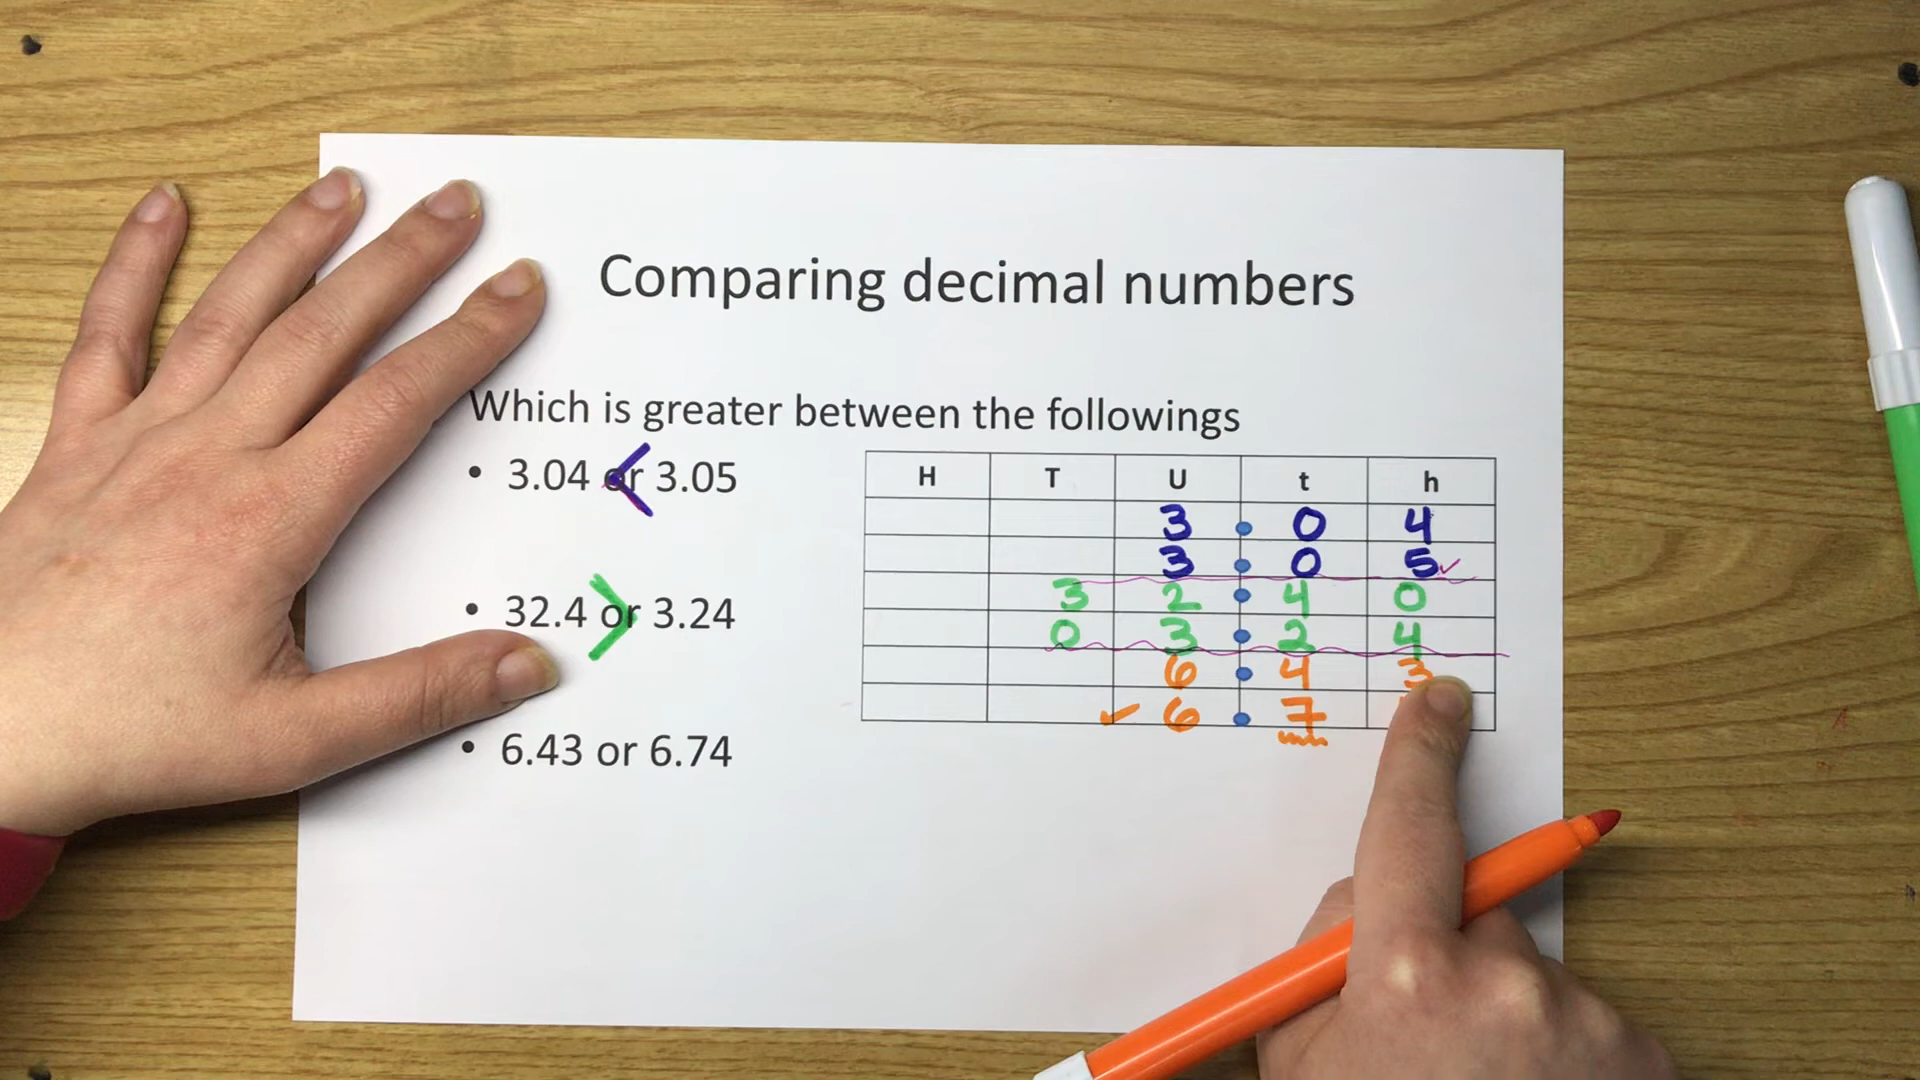 Comparing decimal numbers
Which is greater between the followings
• 3.04 or < 3.05
• 32.4 or > 3.24
• 6.43 or 6.74
H T U t h
3 . 0 4
3 . 0 5 ✓
3 2 . 4 0
0 3 . 2 4
6 . 4 3
✓ 6 . 7